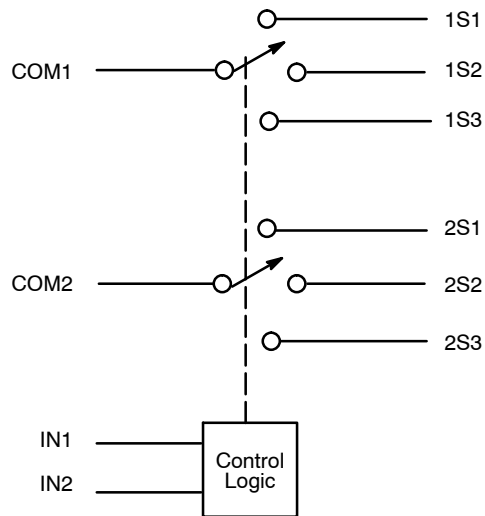 1S1
COM1
1S2
1S3
2S1
COM2
2S2
2S3
IN1
IN2
Control
Logic